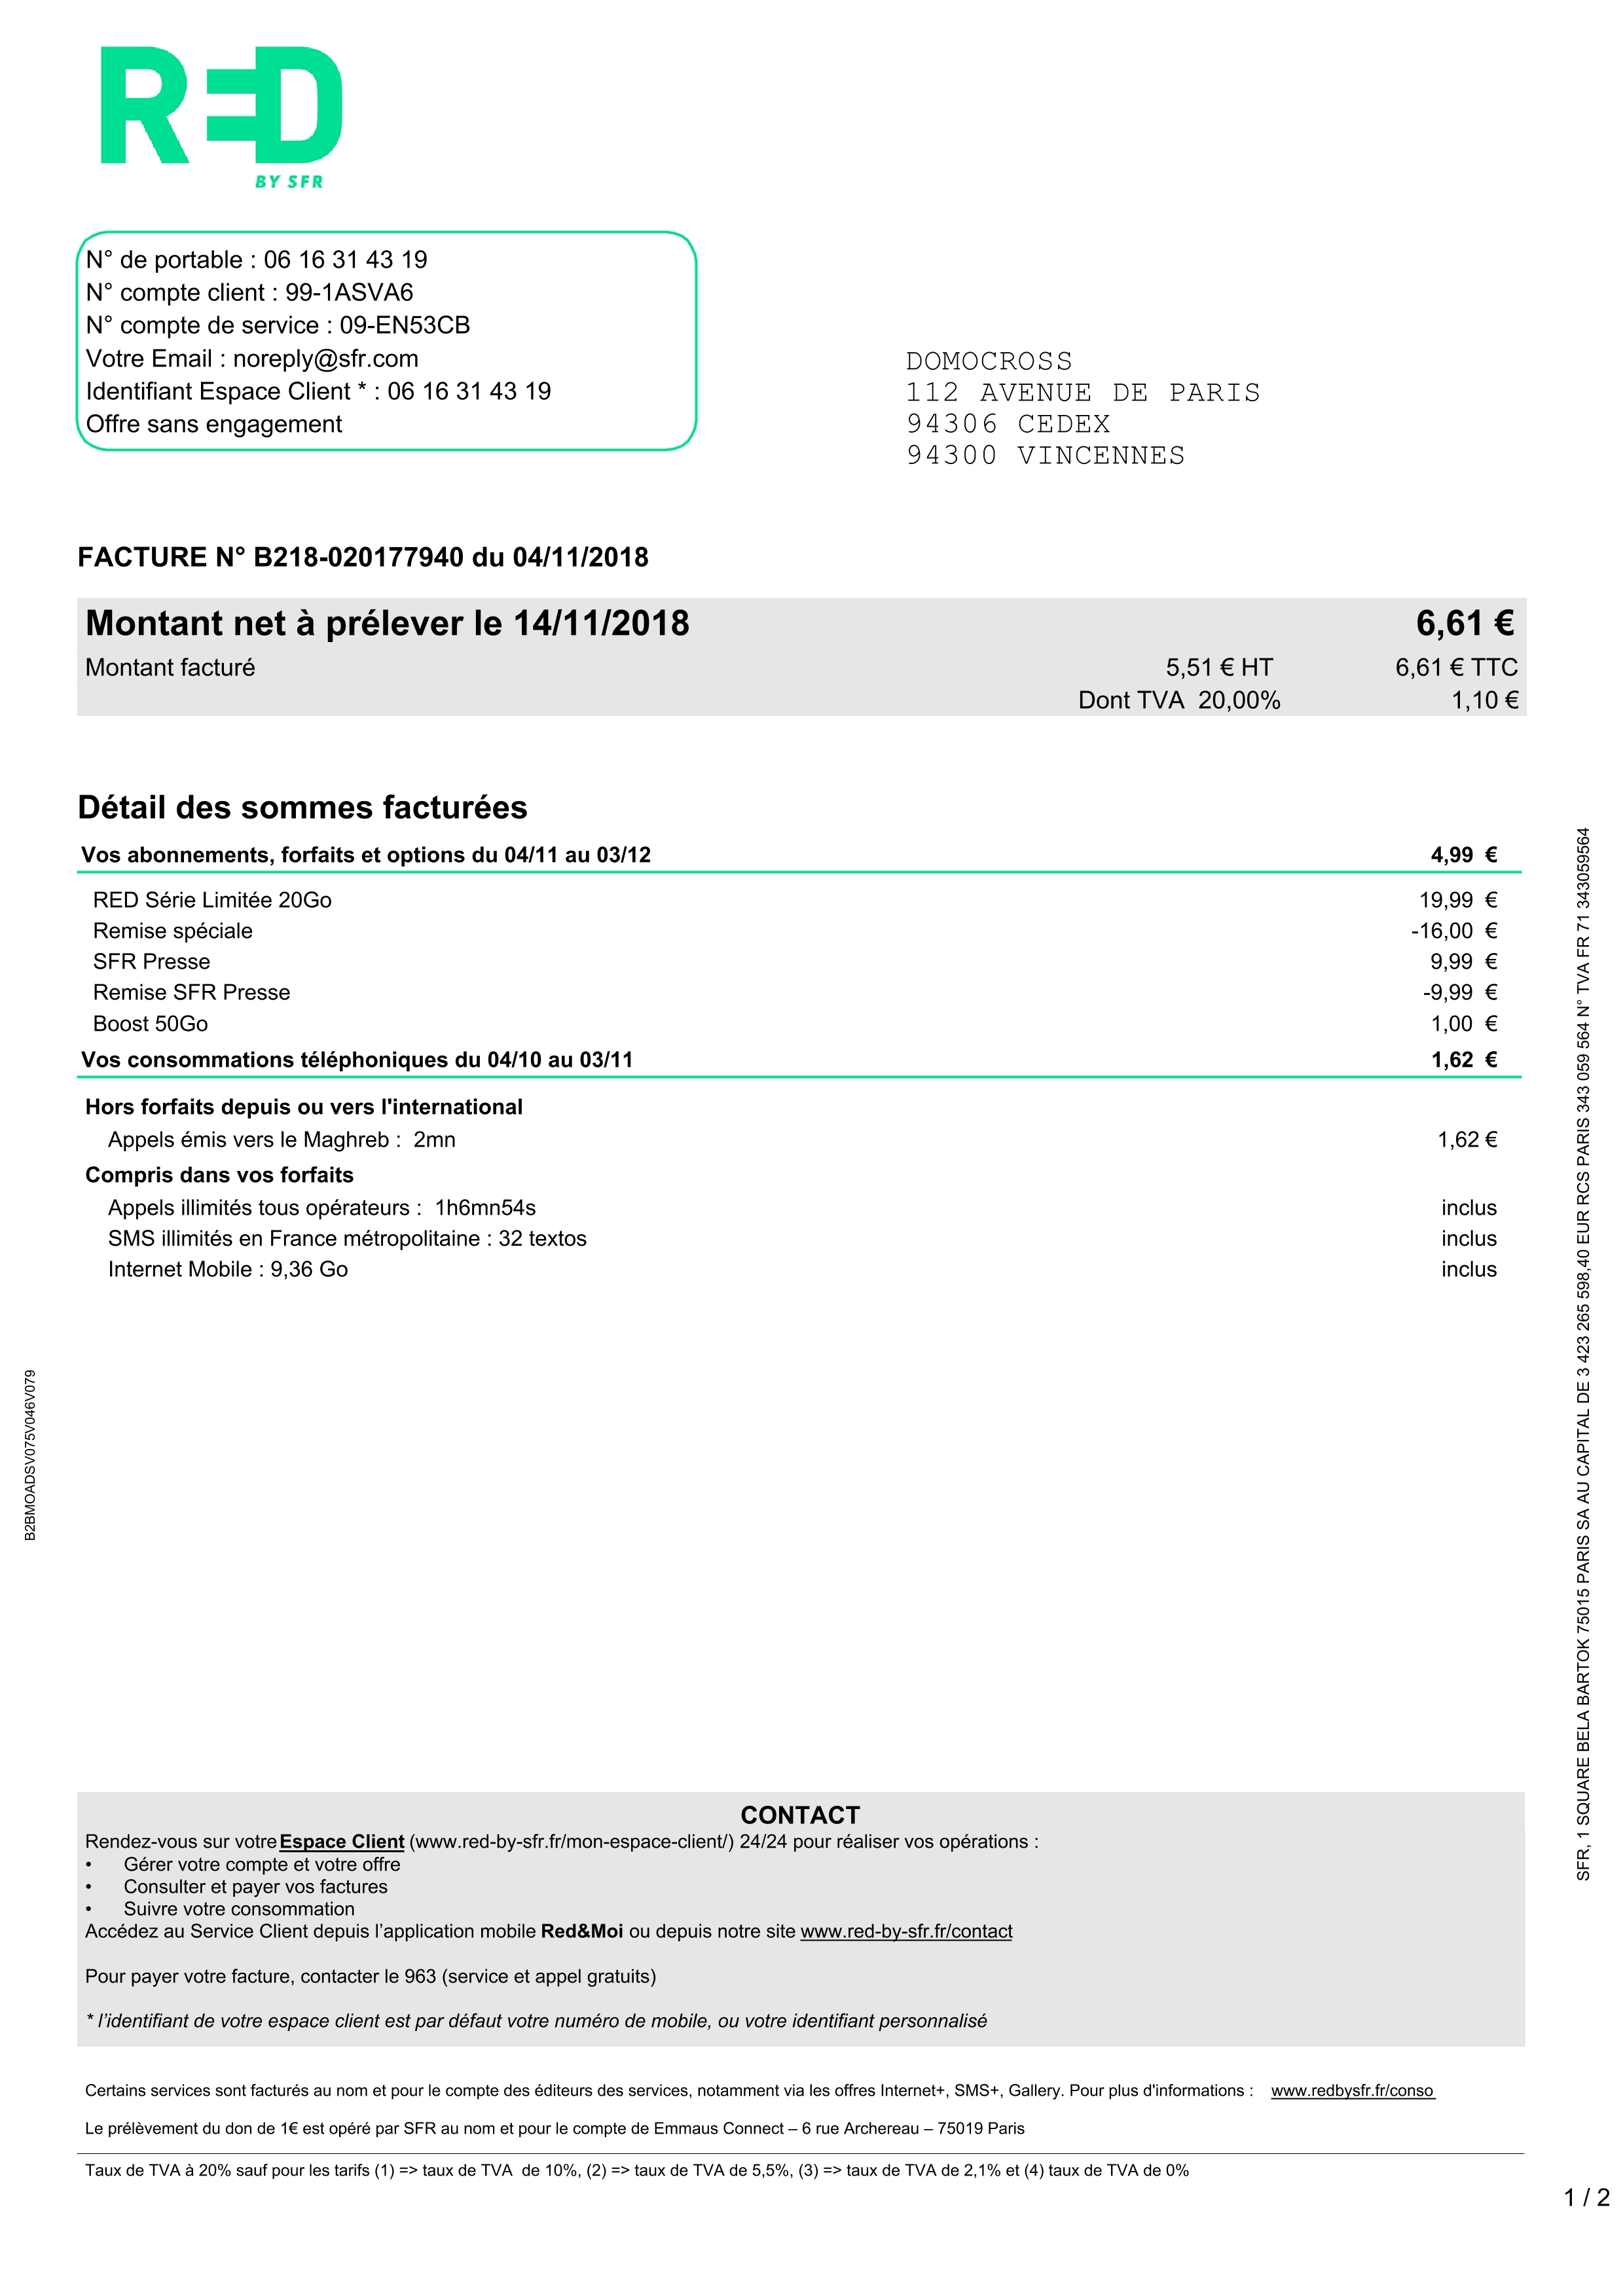 RED
BY SFR
N° de portable : 06 16 31 43 19
N° compte client : 99-1ASVA6
N° compte de service : 09-EN53CB
Votre Email : noreply@sfr.com
Identifiant Espace Client * : 06 16 31 43 19
Offre sans engagement
DOMOCROSS
112 AVENUE DE PARIS
94306 CEDEX
94300 VINCENNES
FACTURE N° B218-020177940 du 04/11/2018
Montant net à prélever le 14/11/2018 6,61 €
Montant facturé 5,51 € HT 6,61 € TTC
Dont TVA 20,00% 1,10 €
Détail des sommes facturées
Vos abonnements, forfaits et options du 04/11 au 03/12 4,99 €
RED Série Limitée 20Go 19,99 €
Remise spéciale -16,00 €
SFR Presse 9,99 €
Remise SFR Presse -9,99 €
Boost 50Go 1,00 €
Vos consommations téléphoniques du 04/10 au 03/11 1,62 €
Hors forfaits depuis ou vers l'international
Appels émis vers le Maghreb : 2mn 1,62 €
Compris dans vos forfaits
Appels illimités tous opérateurs : 1h6mn54s inclus
SMS illimités en France métropolitaine : 32 textos inclus
Internet Mobile : 9,36 Go inclus
B2BMOADSV075V046V079
SFR, 1 SQUARE BELA BARTOK 75015 PARIS SA AU CAPITAL DE 3 423 265 598,40 EUR RCS PARIS 343 059 564 N° TVA FR 71 343059564
CONTACT
Rendez-vous sur votre Espace Client (www.red-by-sfr.fr/mon-espace-client/) 24/24 pour réaliser vos opérations :
• Gérer votre compte et votre offre
• Consulter et payer vos factures
• Suivre votre consommation
Accédez au Service Client depuis l’application mobile Red&Moi ou depuis notre site www.red-by-sfr.fr/contact
Pour payer votre facture, contacter le 963 (service et appel gratuits)
* l’identifiant de votre espace client est par défaut votre numéro de mobile, ou votre identifiant personnalisé
Certains services sont facturés au nom et pour le compte des éditeurs des services, notamment via les offres Internet+, SMS+, Gallery. Pour plus d'informations : www.redbysfr.fr/conso
Le prélèvement du don de 1€ est opéré par SFR au nom et pour le compte de Emmaus Connect – 6 rue Archereau – 75019 Paris
Taux de TVA à 20% sauf pour les tarifs (1) => taux de TVA de 10%, (2) => taux de TVA de 5,5%, (3) => taux de TVA de 2,1% et (4) taux de TVA de 0%
1 / 2